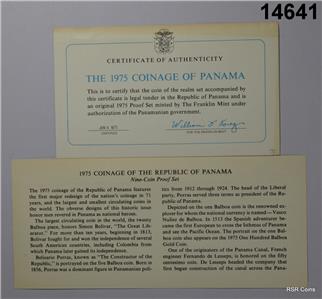 14641
CERTIFICATE OF AUTHENTICITY
THE 1975 COINAGE OF PANAMA
This is to certify that the coin of the realm set accompanied by
this certificate is legal tender in the Republic of Panama and is
an original 1975 Proof Set minted by The Franklin Mint under
authorization of the Panamanian government.
1975 COINAGE OF THE REPUBLIC OF PANAMA
Nine-Coin Proof Set
The 1975 coinage of the Republic of Panama features
the first major redesign of the nation's coinage in 71
years, and the largest and smallest circulating coins in
the world. The obverse designs of this historic issue
honor men revered in Panama as national heroes.
The largest circulating coin in the world, the twenty
Balboa piece, honors Simon Bolivar, "The Great Lib-
erator." For more than ten years, beginning in 1813,
Bolivar fought for and won the independence of several
South American countries, including Colombia from
which Panama later gained its independence.
Belisario Porras, known as "The Constructor of the
Republic," is portrayed on the five Balboa coin. Born in
1856, Porras was a dominant figure in Panamanian poli-
tics from 1912 through 1924. The head of the Liberal
party, Porras served three terms as president of the Re-
public of Panama.
Depicted on the one Balboa coin is the renowned ex-
plorer for whom the national currency is named—Vasco
Nuñez de Balboa. In 1513 the Spanish adventurer be-
came the first European to cross the Isthmus of Panama
and see the Pacific Ocean. The portrait on the one Bal-
boa coin also appears on the 1975 One Hundred Balboa
Gold Coin.
One of the originators of the Panama Canal, French
engineer Fernando de Lesseps, is honored on the fifty
centesimo coin. De Lesseps headed the company that
first began construction of the canal across the Pana-
RSR Coins